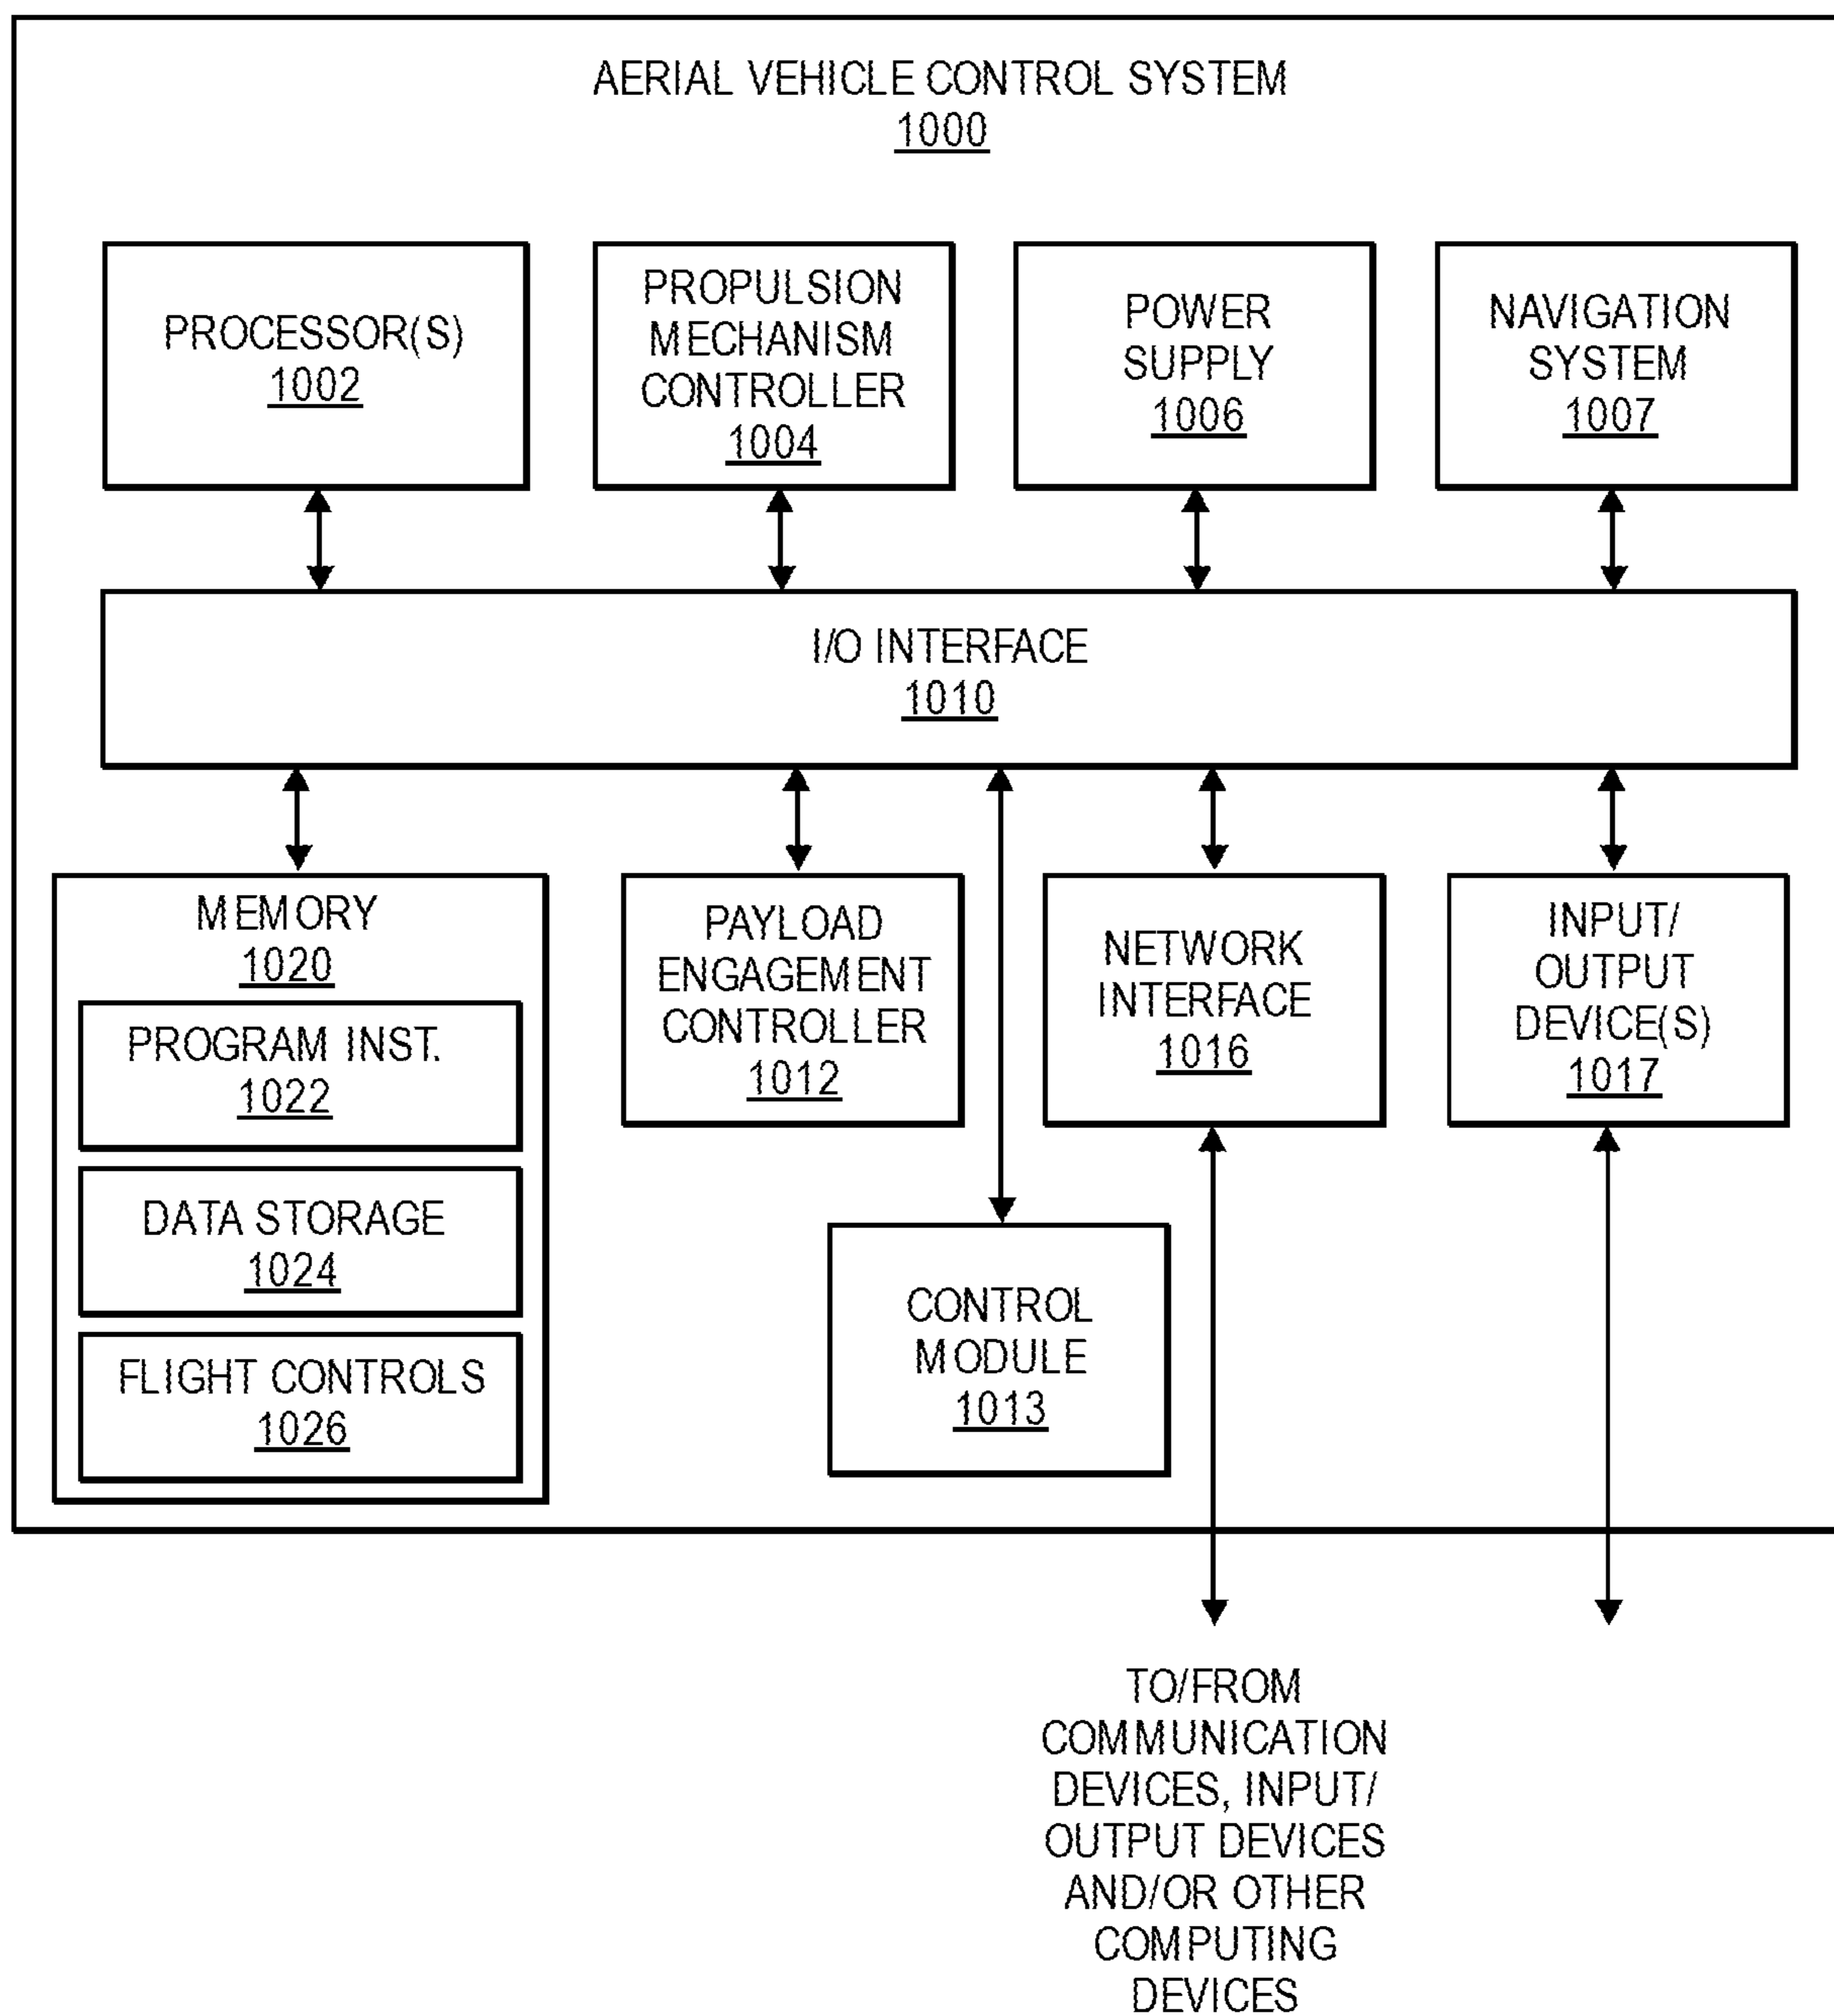 AERIAL VEHICLE CONTROL SYSTEM
1000
PROCESSOR(S)
1002
PROPULSION
MECHANISM
CONTROLLER
1004
POWER
SUPPLY
1006
NAVIGATION
SYSTEM
1007
I/O INTERFACE
1010
MEMORY
1020
PROGRAM INST.
1022
DATA STORAGE
1024
FLIGHT CONTROLS
1026
PAYLOAD
ENGAGEMENT
CONTROLLER
1012
CONTROL
MODULE
1013
NETWORK
INTERFACE
1016
INPUT/
OUTPUT
DEVICE(S)
1017
TO/FROM
COMMUNICATION
DEVICES, INPUT/
OUTPUT DEVICES
AND/OR OTHER
COMPUTING
DEVICES